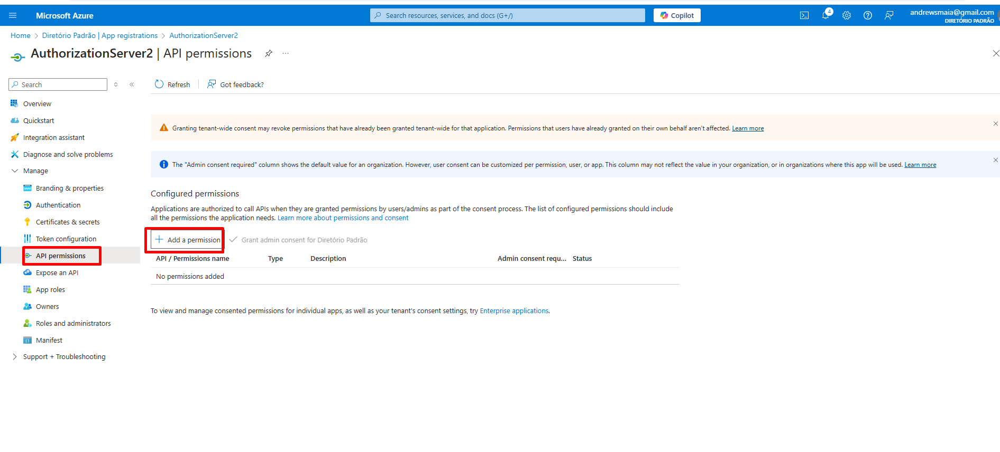 Microsoft Azure
Search resources, services, and docs (G+/)
Copilot
4
andrewsmaia@gmail.com
DIRETÓRIO PADRÃO
Home > Diretório Padrão | App registrations > AuthorizationServer2
AuthorizationServer2 | API permissions
Search
Refresh
Got feedback?
Overview
Quickstart
Integration assistant
Diagnose and solve problems
Manage
Branding & properties
Authentication
Certificates & secrets
Token configuration
API permissions
Expose an API
App roles
Owners
Roles and administrators
Manifest
Support + Troubleshooting
Granting tenant-wide consent may revoke permissions that have already been granted tenant-wide for that application. Permissions that users have already granted on their own behalf aren't affected. Learn more
The "Admin consent required" column shows the default value for an organization. However, user consent can be customized per permission, user, or app. This column may not reflect the value in your organization, or in organizations where this app will be used. Learn more
Configured permissions
Applications are authorized to call APIs when they are granted permissions by users/admins as part of the consent process. The list of configured permissions should include
all the permissions the application needs. Learn more about permissions and consent
Add a permission
Grant admin consent for Diretório Padrão
API / Permissions name Type Description Admin consent requ... Status
No permissions added
To view and manage consented permissions for individual apps, as well as your tenant's consent settings, try Enterprise applications.